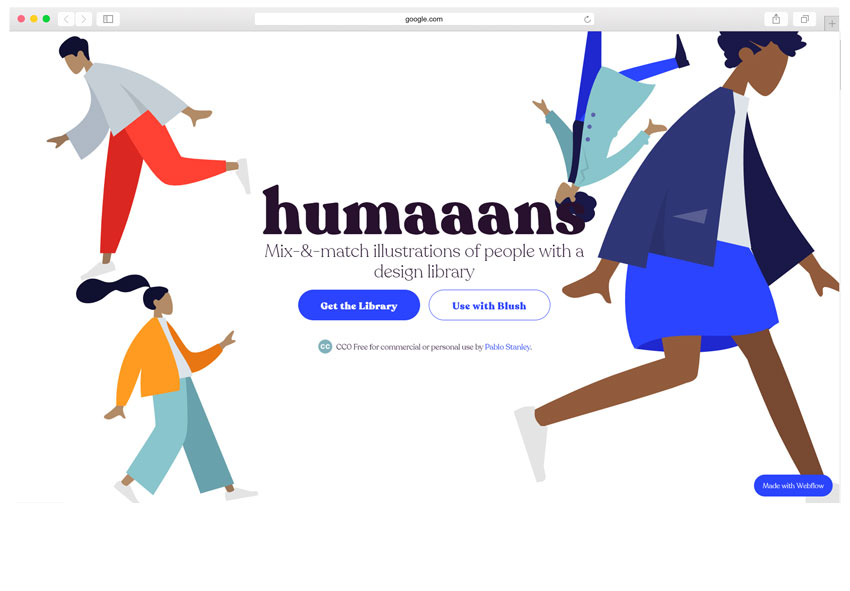 google.com
humaaans
Mix-&-match illustrations of people with a
design library
Get the Library
Use with Blush
cc CC0 Free for commercial or personal use by Pablo Stanley.
Made with Webflow